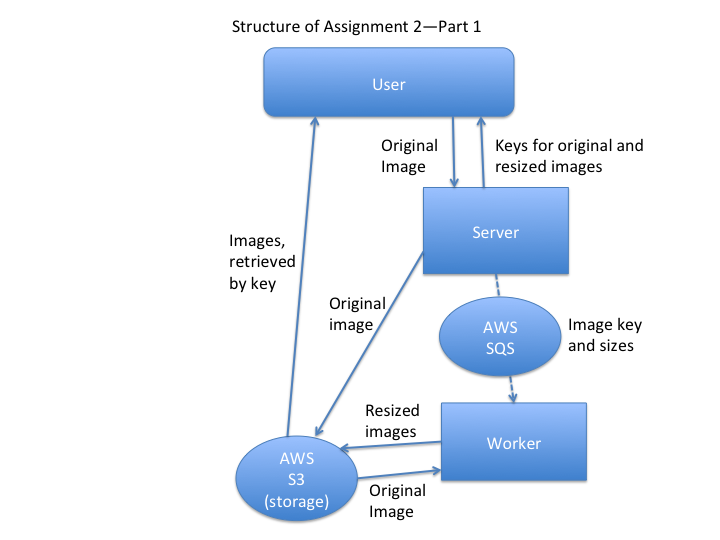 Structure of Assignment 2—Part 1
User
Original
Image
Keys for original and
resized images
Server
Images,
retrieved
by key
Original
image
AWS
SQS
Image key
and sizes
Resized
images
Worker
AWS
S3
(storage)
Original
Image